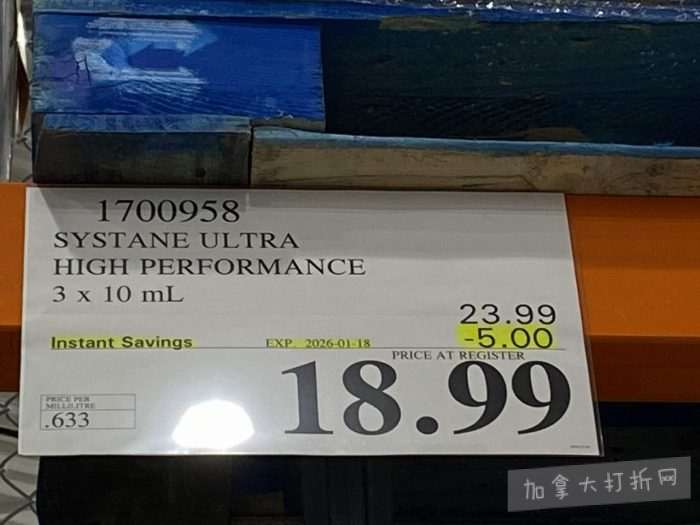 1700958
SYSTANE ULTRA
HIGH PERFORMANCE
3 x 10 mL
23.99
Instant Savings EXP. 2026-01-18 -5.00
PRICE AT REGISTER
18.99
PRICE PER
MILLILITRE
.633
加拿大打折网